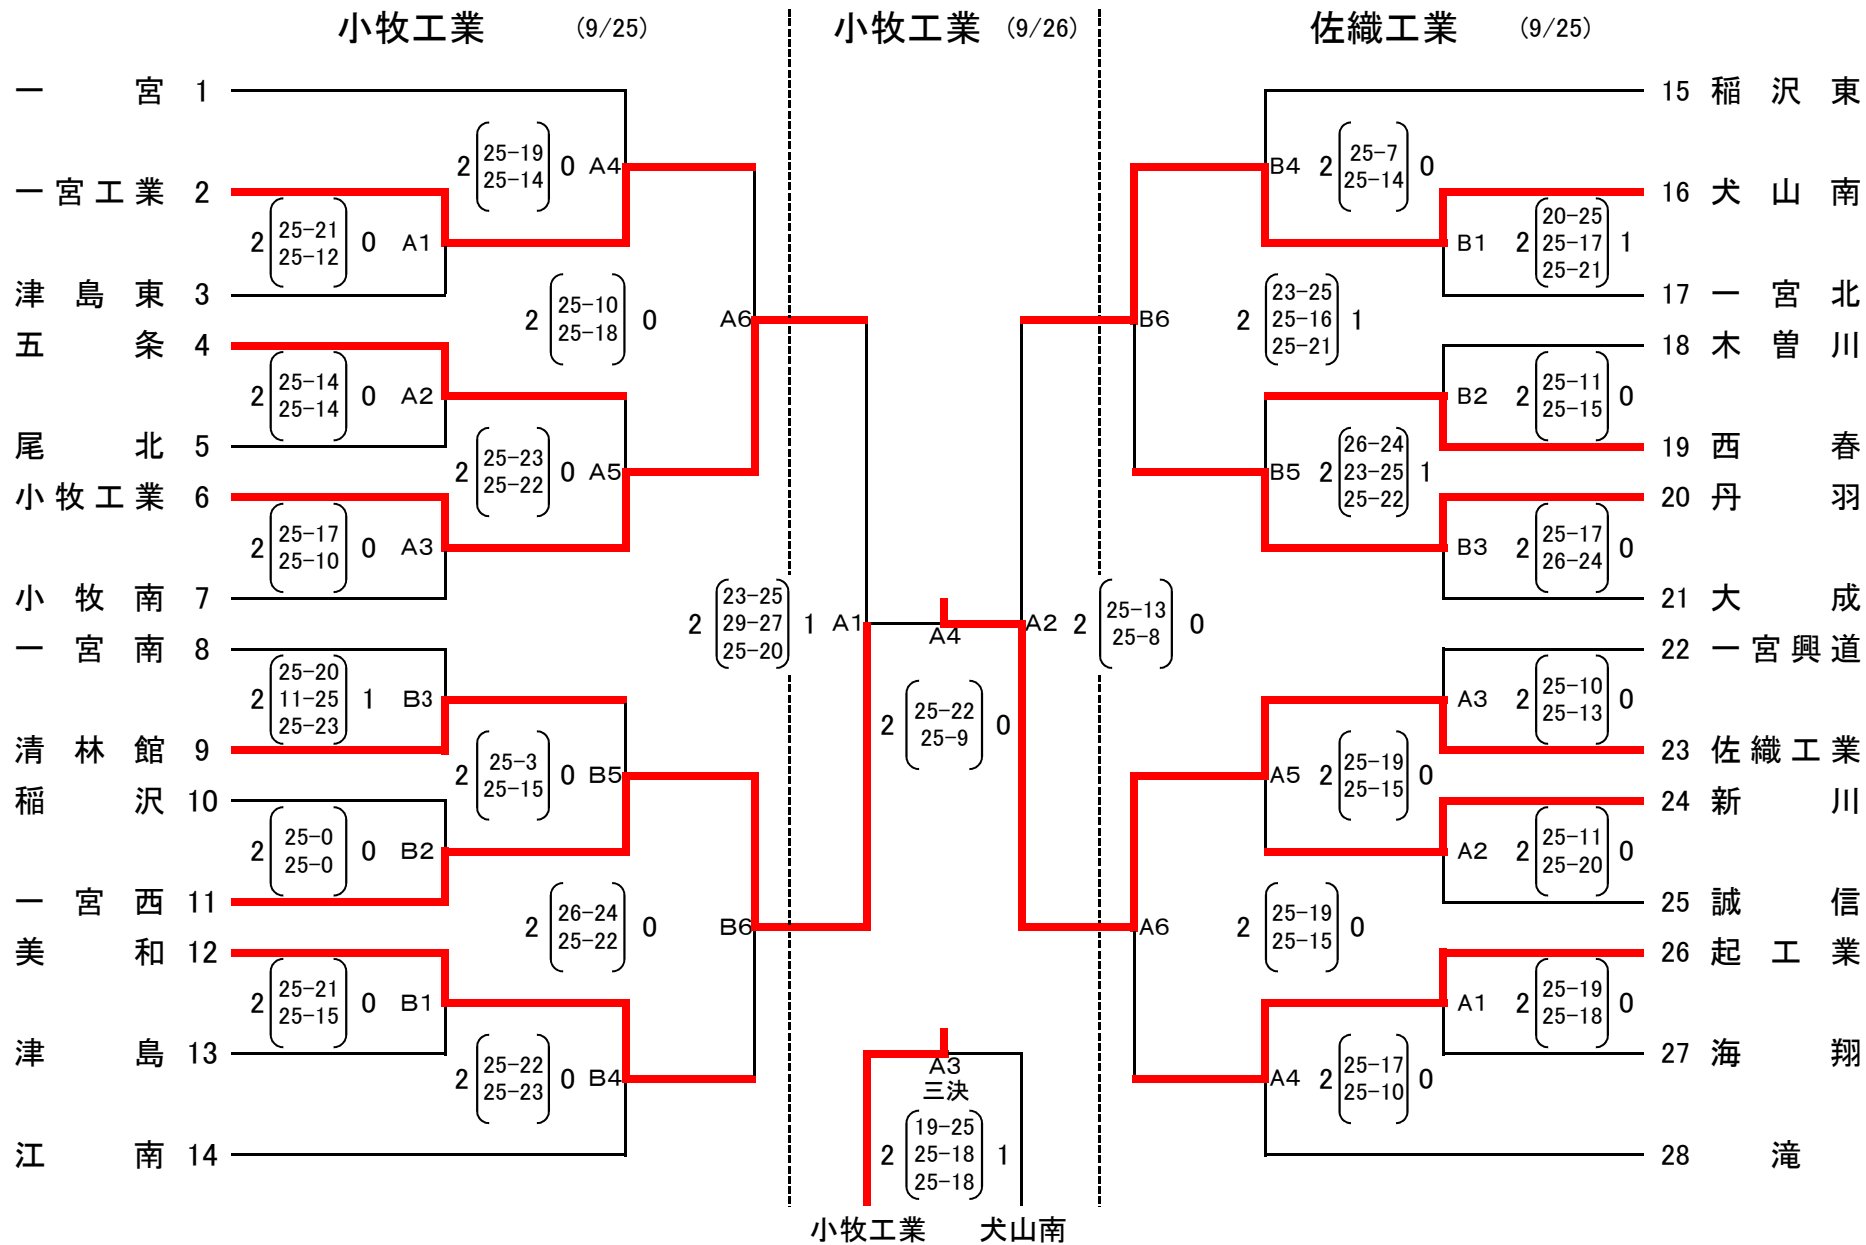 小牧工業 (9/25)
小牧工業 (9/26)
佐織工業 (9/25)
一宮 1
2 25-19 25-14 0 A4
一宮工業 2
2 25-21 25-12 0 A1
津島東 3
2 25-10 25-18 0 A6
五条 4
2 25-14 25-14 0 A2
尾北 5
2 25-23 25-22 0 A5
小牧工業 6
2 25-17 25-10 0 A3
小牧南 7
一宮南 8
2 25-20 11-25 25-23 1 B3
清林館 9
2 25-3 25-15 0 B5
稲沢 10
2 25-0 25-0 0 B2
一宮西 11
2 26-24 25-22 0 B6
美和 12
2 25-21 25-15 0 B1
津島 13
2 25-22 25-23 0 B4
江南 14
2 23-25 29-27 25-20 1 A1
A4
2 25-22 25-9 0
A2 2 25-13 25-8 0
A3
三決
2 19-25 25-18 25-18 1
小牧工業 犬山南
15 稲沢東
B4 2 25-7 25-14 0
16 犬山南
B1 2 20-25 25-17 25-21 1
17 一宮北
B6 2 23-25 25-16 25-21 1
18 木曽川
B2 2 25-11 25-15 0
19 西春
B5 2 26-24 23-25 25-22 1
20 丹羽
B3 2 25-17 26-24 0
21 大成
22 一宮興道
A3 2 25-10 25-13 0
23 佐織工業
A5 2 25-19 25-15 0
24 新川
A2 2 25-11 25-20 0
25 誠信
A6 2 25-19 25-15 0
26 起工業
A1 2 25-19 25-18 0
27 海翔
A4 2 25-17 25-10 0
28 滝